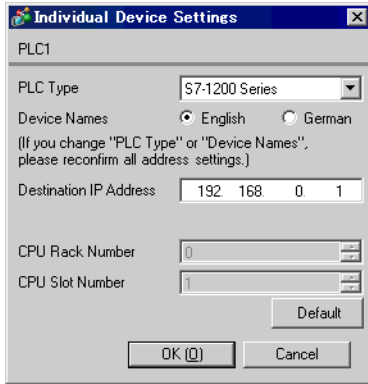 Individual Device Settings
PLC1
PLC Type S7-1200 Series
Device Names English German
(If you change "PLC Type" or "Device Names",
please reconfirm all address settings.)
Destination IP Address 192. 168. 0. 1
CPU Rack Number 0
CPU Slot Number 1
Default
OK (O) Cancel